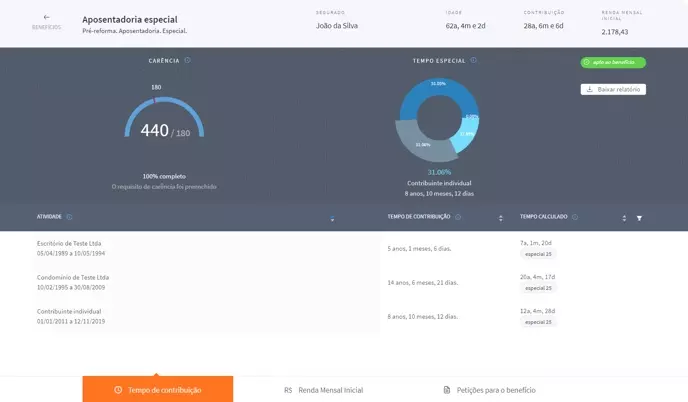 Aposentadoria especial
Pré-reforma. Aposentadoria. Especial.
BENEFÍCIOS
SEGURADO
João da Silva
IDADE
62a, 4m e 2d
CONTRIBUIÇÃO
28a, 6m e 6d
RENDA MENSAL INICIAL
2.178,43
CARÊNCIA
180
440 / 180
100% completo
O requisito de carência foi preenchido
TEMPO ESPECIAL
31.06%
31.06%
Contribuinte individual
8 anos, 10 meses, 12 dias
apto ao benefício
Baixar relatório
ATIVIDADE
TEMPO DE CONTRIBUIÇÃO
TEMPO CALCULADO
Escritório de Teste Ltda
05/04/1989 a 10/05/1994
5 anos, 1 meses, 6 dias.
7a, 1m, 20d
especial 25
Condomínio de Teste Ltda
10/02/1995 a 30/08/2009
14 anos, 6 meses, 21 dias.
20a, 4m, 17d
especial 25
Contribuinte individual
01/01/2011 a 12/11/2019
8 anos, 10 meses, 12 dias.
12a, 4m, 28d
especial 25
Tempo de contribuição
R$ Renda Mensal Inicial
Petições para o benefício